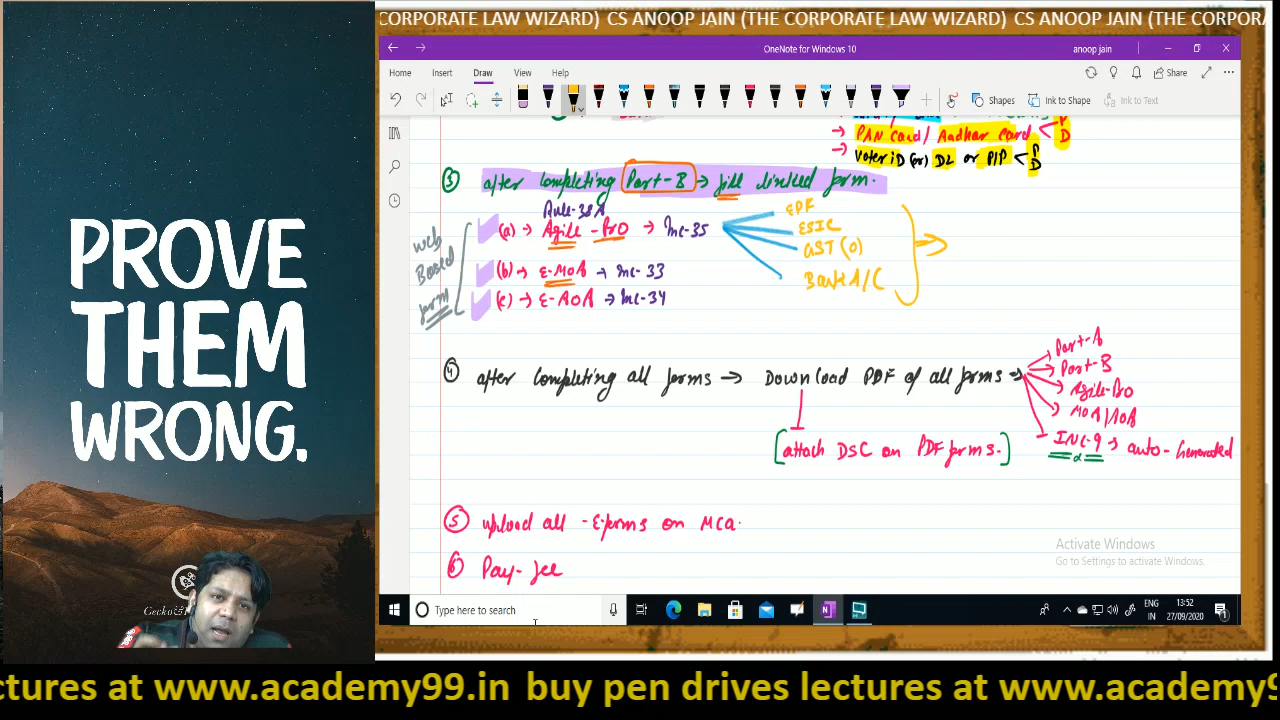 CORPORATE LAW WIZARD) CS ANOOP JAIN (THE CORPORATE LAW WIZARD) CS ANOOP JAIN (THE CORPORA
OneNote for Windows 10
anoop jain
Home Insert Draw View Help
Share
Shapes
Ink to Shape
Ink to Text
→ PAN Card/ Aadhar Card < P D
→ Voter ID (or) DL or P/P < P D
③ after completing Part-B → fill linked form.
Rule-38A
(a) → Agile-PRO → Inc-35
EPF
ESIC
GST (O)
Bank A/C
Web Based form
(b) → E-MOA → Inc-33
(c) → E-AOA → Inc-34
④ after completing all forms → Download PDF of all forms →
Part-A
Part-B
Agile-Pro
MOA/AOA
INC-9 → auto-Generated
[attach DSC on PDF forms.]
⑤ upload all -E-forms on MCA.
⑥ Pay-fee
Activate Windows
Go to Settings to activate Windows.
PROVE
THEM
WRONG.
Type here to search
ENG
IN
13:52
27/09/2020
ctures at www.academy99.in buy pen drives lectures at www.academy9